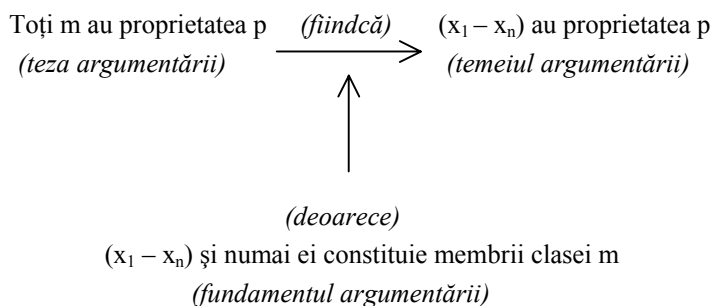 Toți m au proprietatea p (fiindcă) (x₁ – xₙ) au proprietatea p
(teza argumentării) (temeiul argumentării)
(deoarece)
(x₁ – xₙ) şi numai ei constituie membrii clasei m
(fundamentul argumentării)